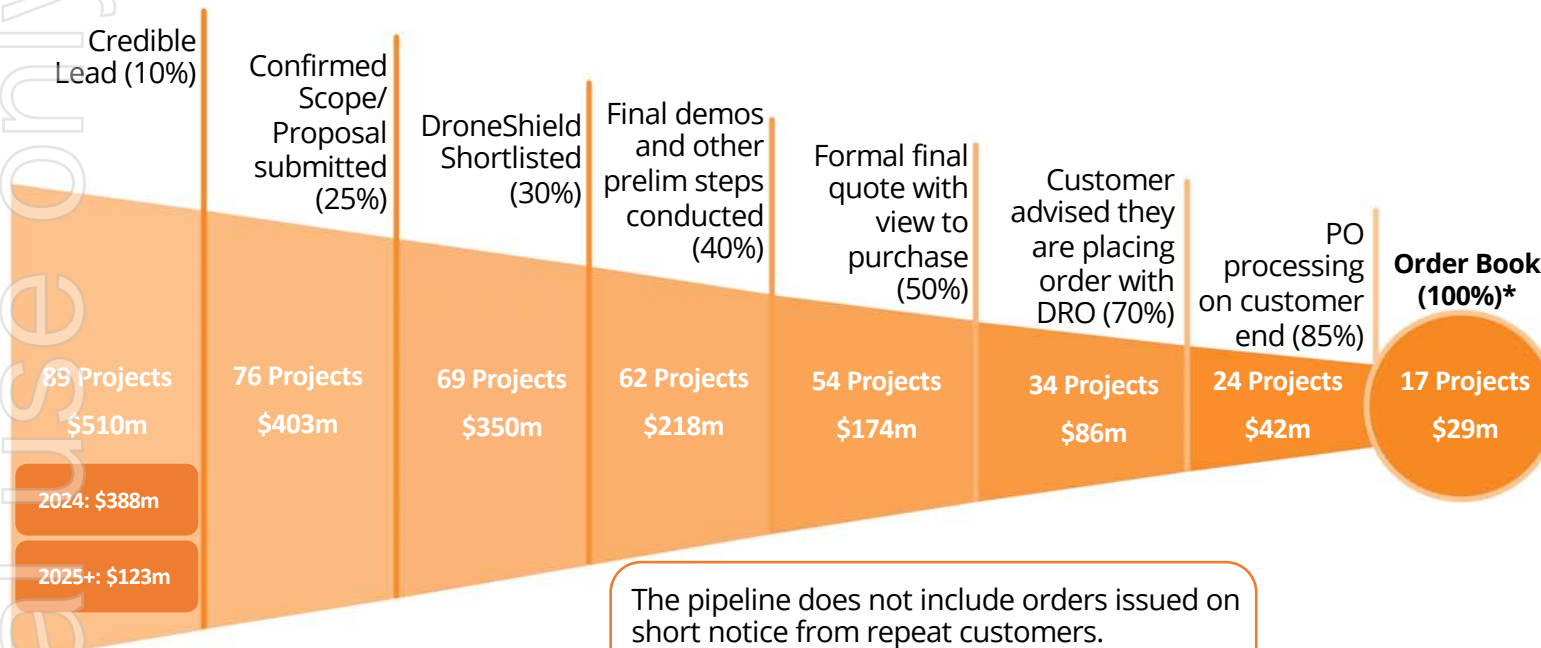 Credible
Lead (10%)
Confirmed
Scope/
Proposal
submitted
(25%)
DroneShield
Shortlisted
(30%)
Final demos
and other
prelim steps
conducted
(40%)
Formal final
quote with
view to
purchase
(50%)
Customer
advised they
are placing
order with
DRO (70%)
PO
processing
on customer
end (85%)
Order Book
(100%)*
89 Projects
$510m
76 Projects
$403m
69 Projects
$350m
62 Projects
$218m
54 Projects
$174m
34 Projects
$86m
24 Projects
$42m
17 Projects
$29m
2024: $388m
2025+: $123m
The pipeline does not include orders issued on
short notice from repeat customers.
use only